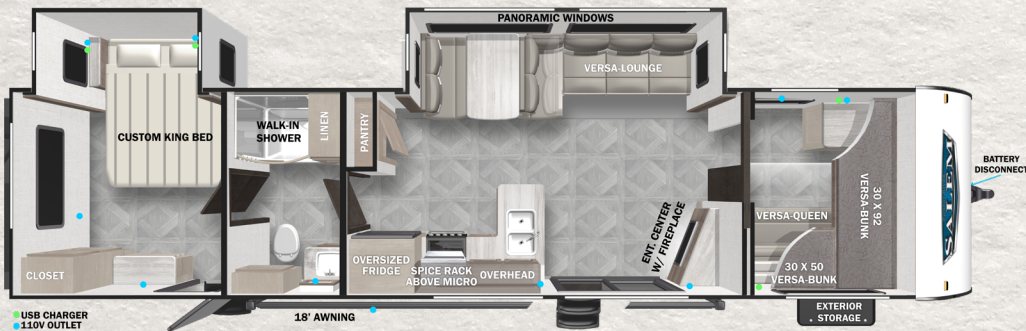 PANORAMIC WINDOWS
VERSA-LOUNGE
CUSTOM KING BED
WALK-IN
SHOWER
LINEN
PANTRY
BATTERY
DISCONNECT
30 X 92
VERSA-BUNK
SALEM
VERSA-QUEEN
30 X 50
VERSA-BUNK
ENT. CENTER
W/ FIREPLACE
OVERSIZED
FRIDGE
SPICE RACK
ABOVE MICRO
OVERHEAD
CLOSET
EXTERIOR
STORAGE
18' AWNING
USB CHARGER
110V OUTLET